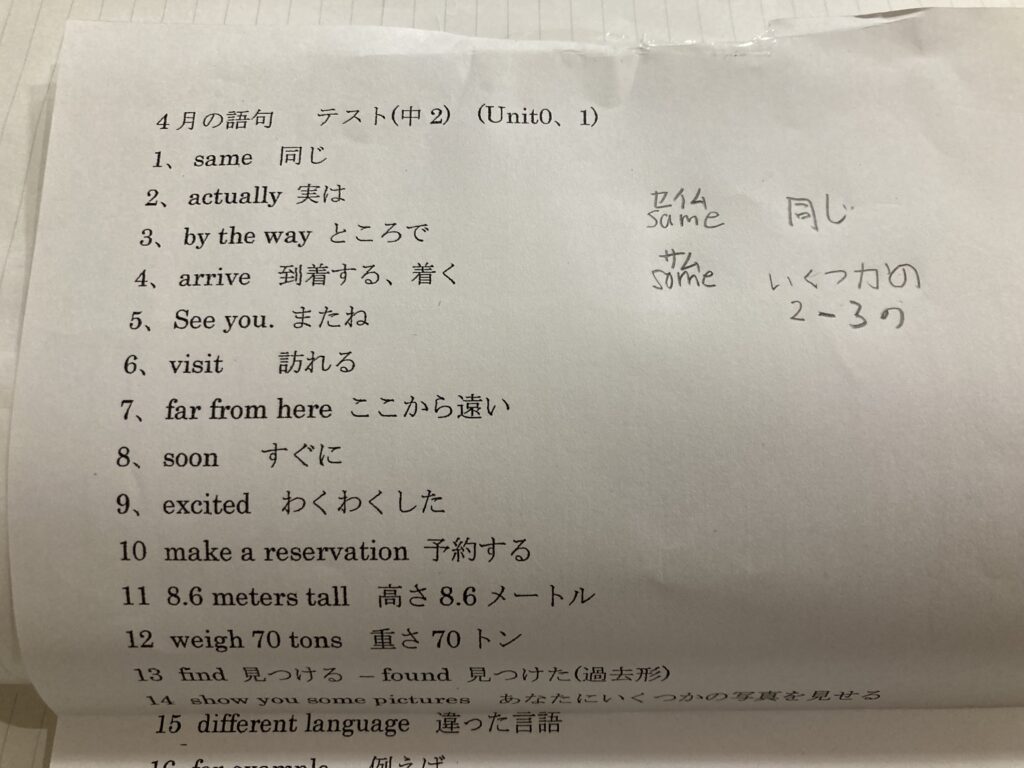 4月の語句 テスト(中2) (Unit0、1)
1、 same 同じ
2、 actually 実は
3、 by the way ところで
4、 arrive 到着する、着く
5、 See you. またね
6、 visit 訪れる
7、 far from here ここから遠い
8、 soon すぐに
9、 excited わくわくした
10 make a reservation 予約する
11 8.6 meters tall 高さ 8.6 メートル
12 weigh 70 tons 重さ 70 トン
13 find 見つける – found 見つけた(過去形)
14 show you some pictures あなたにいくつかの写真を見せる
15 different language 違った言語
16 for example 例えば
セイム
same 同じ
サム
some いくつカの
2-3の